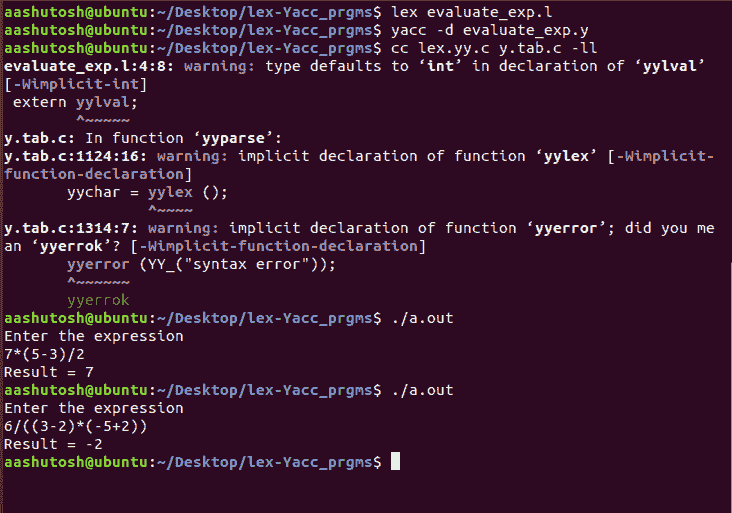 aashutosh@ubuntu:~/Desktop/lex-Yacc_prgms$ lex evaluate_exp.l
aashutosh@ubuntu:~/Desktop/lex-Yacc_prgms$ yacc -d evaluate_exp.y
aashutosh@ubuntu:~/Desktop/lex-Yacc_prgms$ cc lex.yy.c y.tab.c -ll
evaluate_exp.l:4:8: warning: type defaults to ‘int’ in declaration of ‘yylval’
[-Wimplicit-int]
 extern yylval;
        ^~~~~~
y.tab.c: In function ‘yyparse’:
y.tab.c:1124:16: warning: implicit declaration of function ‘yylex’ [-Wimplicit-
function-declaration]
       yychar = yylex ();
                ^~~~~
y.tab.c:1314:7: warning: implicit declaration of function ‘yyerror’; did you me
an ‘yyerrok’? [-Wimplicit-function-declaration]
       yyerror (YY_("syntax error"));
       ^~~~~~~
       yyerrok
aashutosh@ubuntu:~/Desktop/lex-Yacc_prgms$ ./a.out
Enter the expression
7*(5-3)/2
Result = 7
aashutosh@ubuntu:~/Desktop/lex-Yacc_prgms$ ./a.out
Enter the expression
6/((3-2)*(-5+2))
Result = -2
aashutosh@ubuntu:~/Desktop/lex-Yacc_prgms$